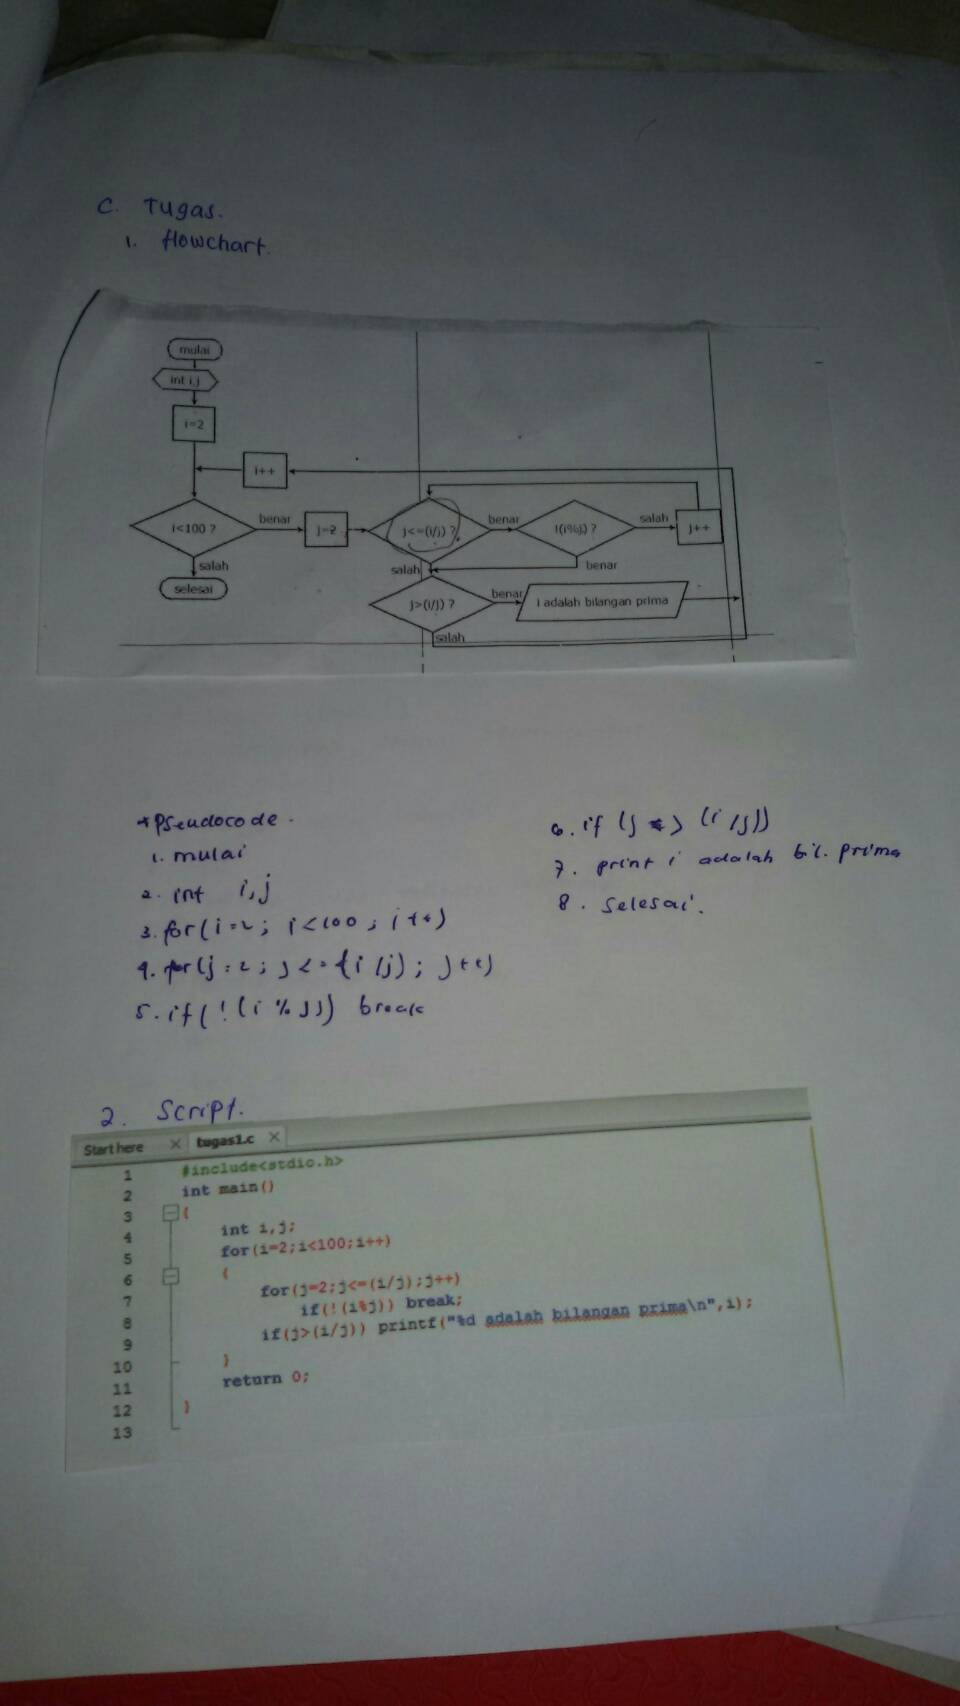 C. Tugas.
1. flowchart.
mulai
int i,j
i=2
i++
i<100 ?
benar
j=2
j<=(i/j) ?
benar
!(i%j) ?
salah
j++
salah
salah
benar
selesai
j>(i/j) ?
benar
i adalah bilangan prima
salah
*Pseudocode.
1. mulai
2. int i,j
3. for(i=2; i<100; i++)
4. for(j=2; j<=(i/j); j++)
5. if(!(i%j)) break
6. if (j > (i/j))
7. print i adalah bil. prima
8. selesai.
2. Script.
Start here × tugas1.c ×
1 #include<stdio.h>
2 int main()
3 {
4 int i,j;
5 for(i=2;i<100;i++)
6 {
7 for(j=2;j<=(i/j);j++)
8 if(!(i%j)) break;
9 if(j>(i/j)) printf("%d adalah bilangan prima\n",i);
10 }
11 return 0;
12 }
13